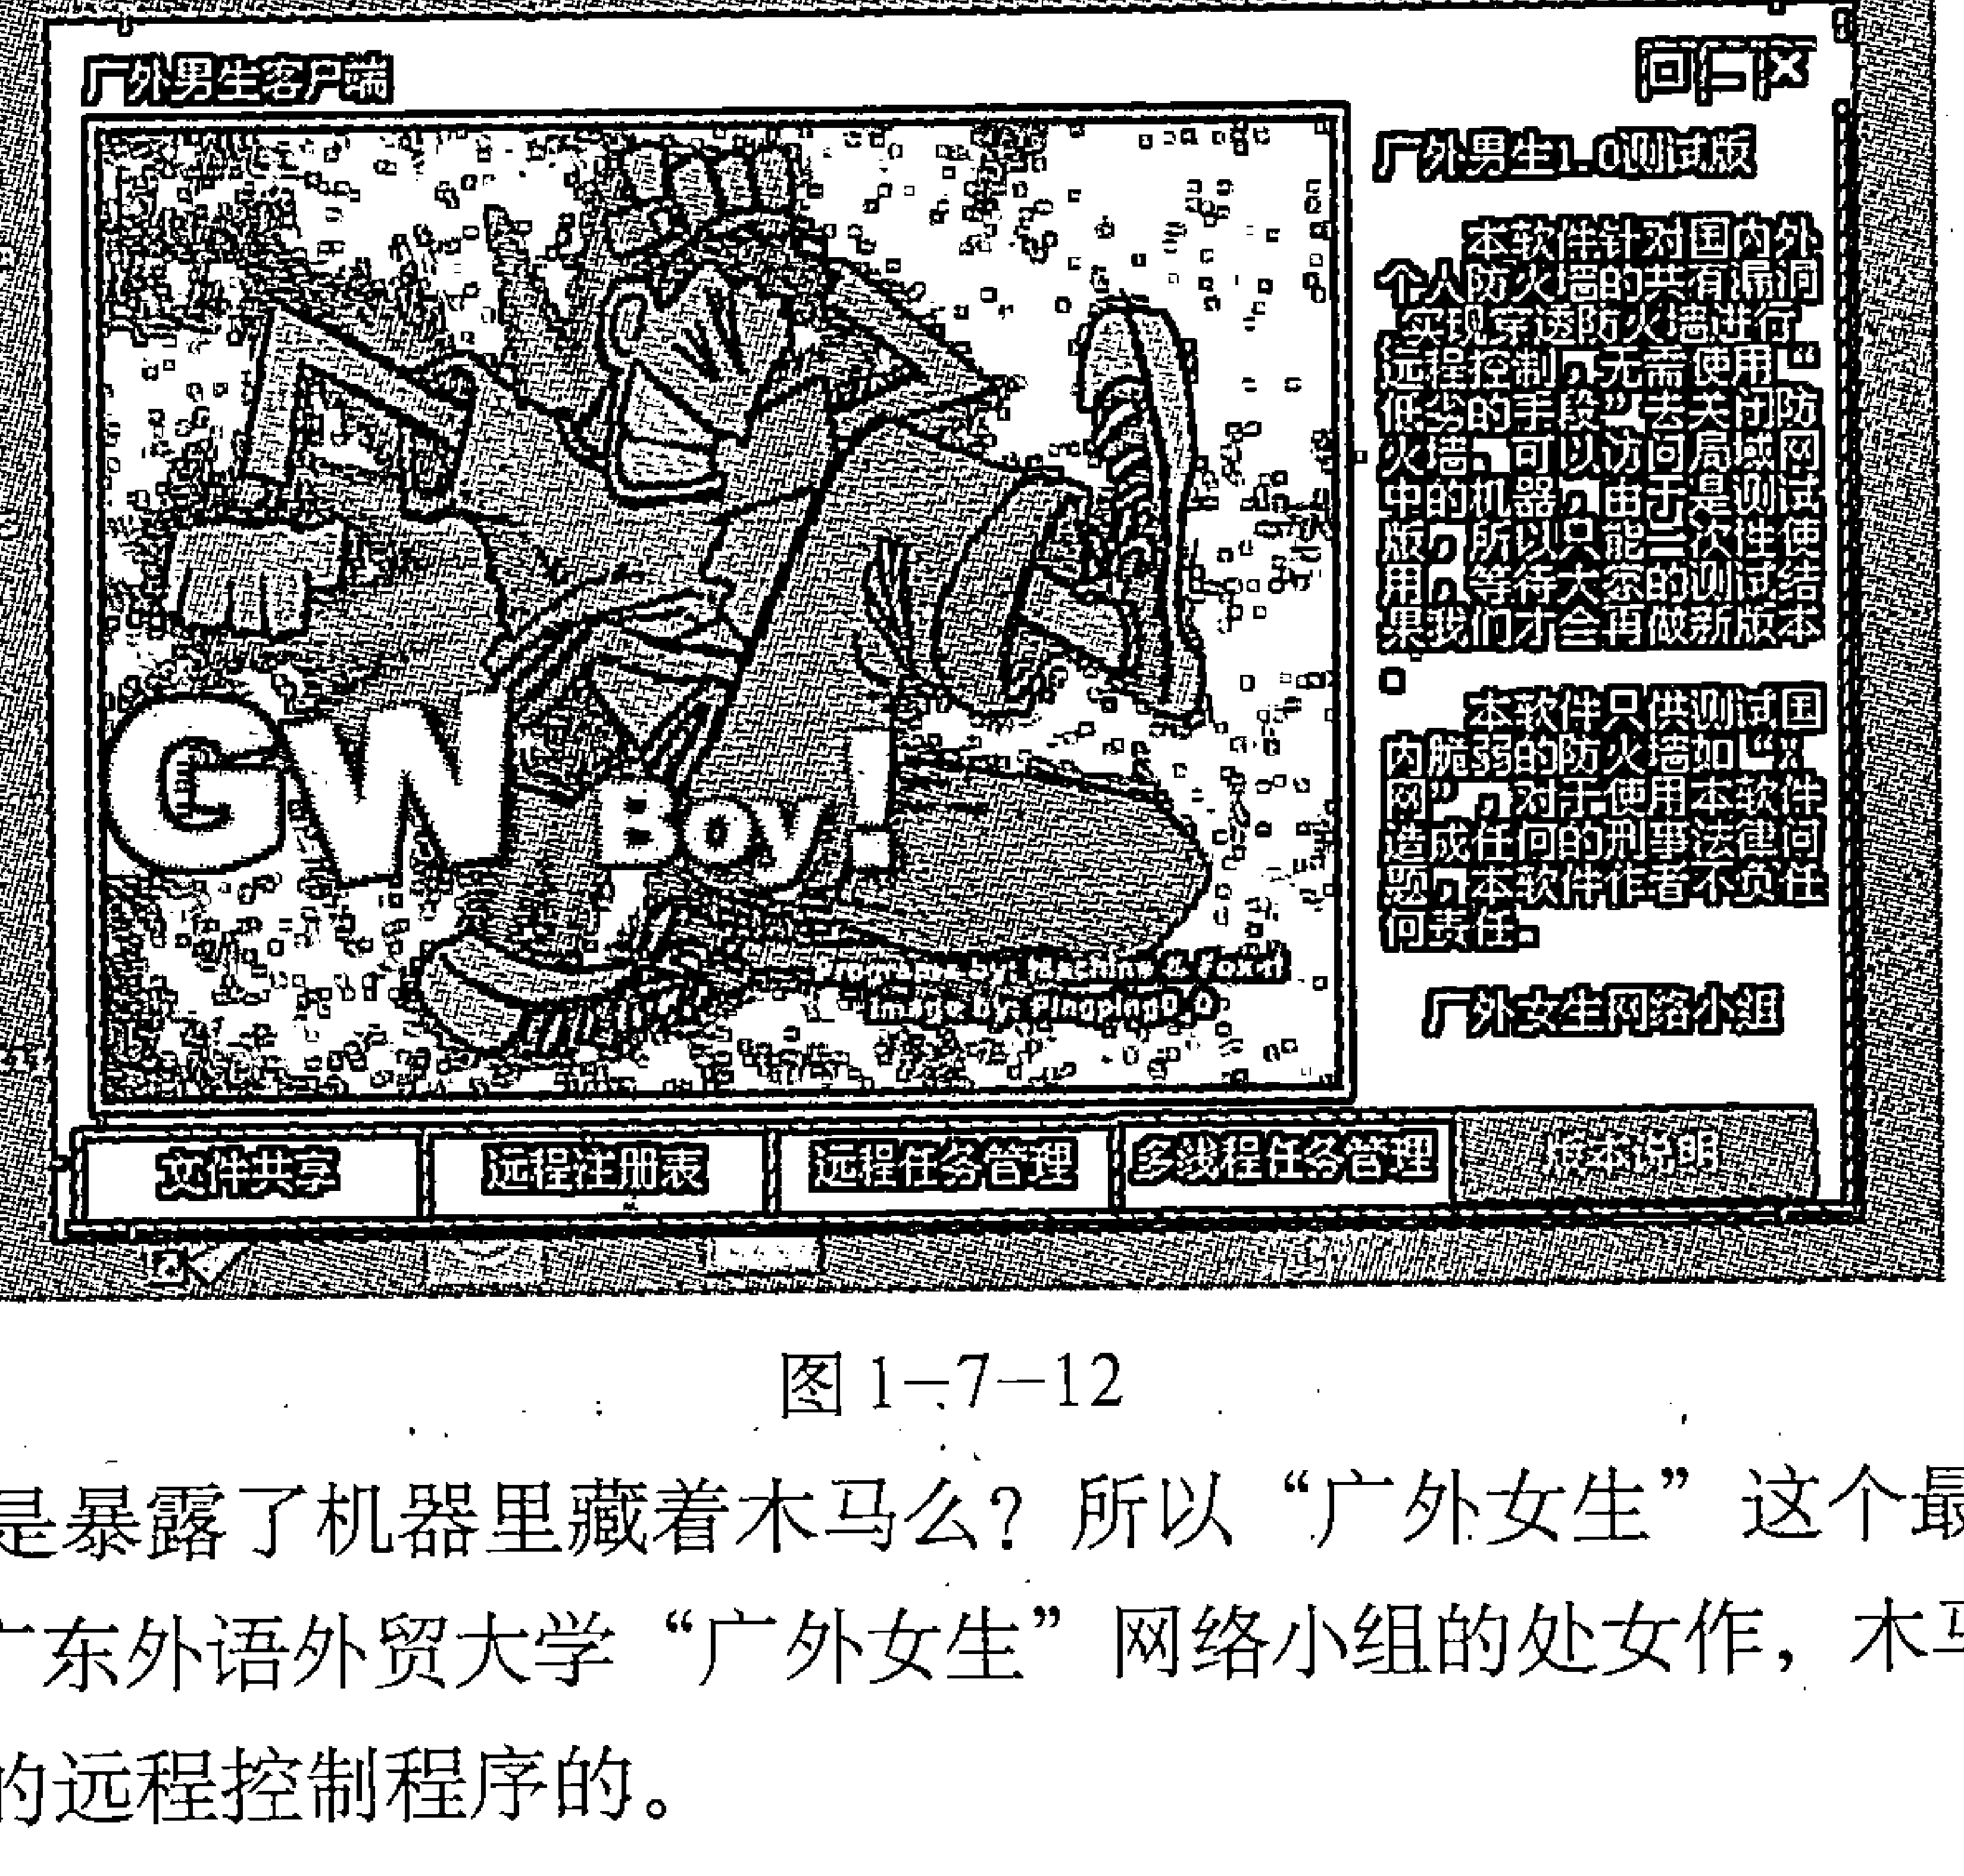 广外男生客户端
广外男生1.0测试版
本软件针对国内外
个人防火墙的共有漏洞
,实现穿透防火墙进行
远程控制，无需使用“
低劣的手段”去关闭防
火墙、可以访问局域网
中的机器，由于是测试
版，所以只能三次性使
用，等待大家的测试结
果我们才会再做新版本
。
本软件只供测试国
内脆弱的防火墙如“X
网”，对于使用本软件
造成任何的刑事法律问
题，本软件作者不负任
何责任.
广外女生网络小组
GW Boy!
Programe by: Machine &
Image by: Pingping0_0
文件共享
远程注册表
远程任务管理
多线程任务管理
版本说明
图 1-7-12
是暴露了机器里藏着木马么？所以“广外女生”这个最
广东外语外贸大学“广外女生”网络小组的处女作，木马
的远程控制程序的。